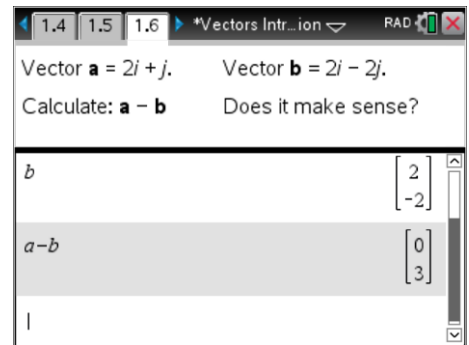 1.4 1.5 1.6 *Vectors Intr...ion RAD
Vector a = 2i + j. Vector b = 2i − 2j.
Calculate: a − b Does it make sense?
b [2
-2]
a−b [0
3]